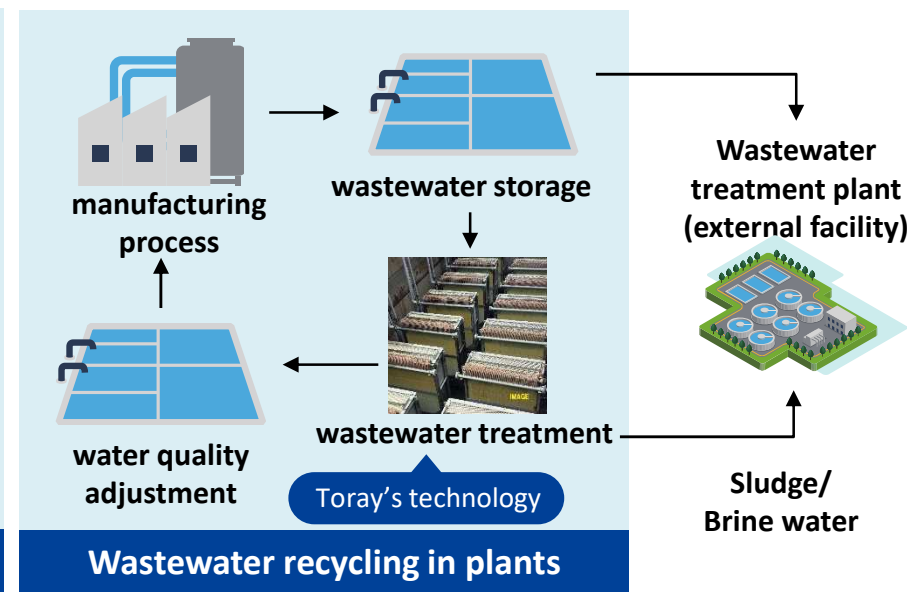 manufacturing
process
wastewater storage
Wastewater
treatment plant
(external facility)
IMAGE
wastewater treatment
water quality
adjustment
Toray's technology
Sludge/
Brine water
Wastewater recycling in plants